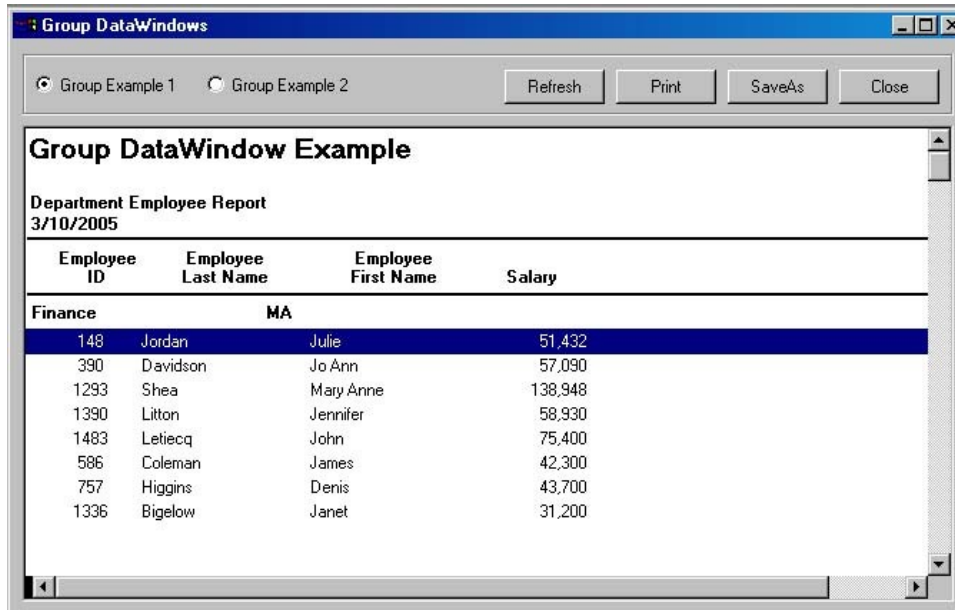 Group DataWindows
Group Example 1 Group Example 2 Refresh Print SaveAs Close
Group DataWindow Example
Department Employee Report
3/10/2005
Employee Employee Employee
ID Last Name First Name Salary
Finance MA
148 Jordan Julie 51,432
390 Davidson Jo Ann 57,090
1293 Shea Mary Anne 138,948
1390 Litton Jennifer 58,930
1483 Letiecq John 75,400
586 Coleman James 42,300
757 Higgins Denis 43,700
1336 Bigelow Janet 31,200